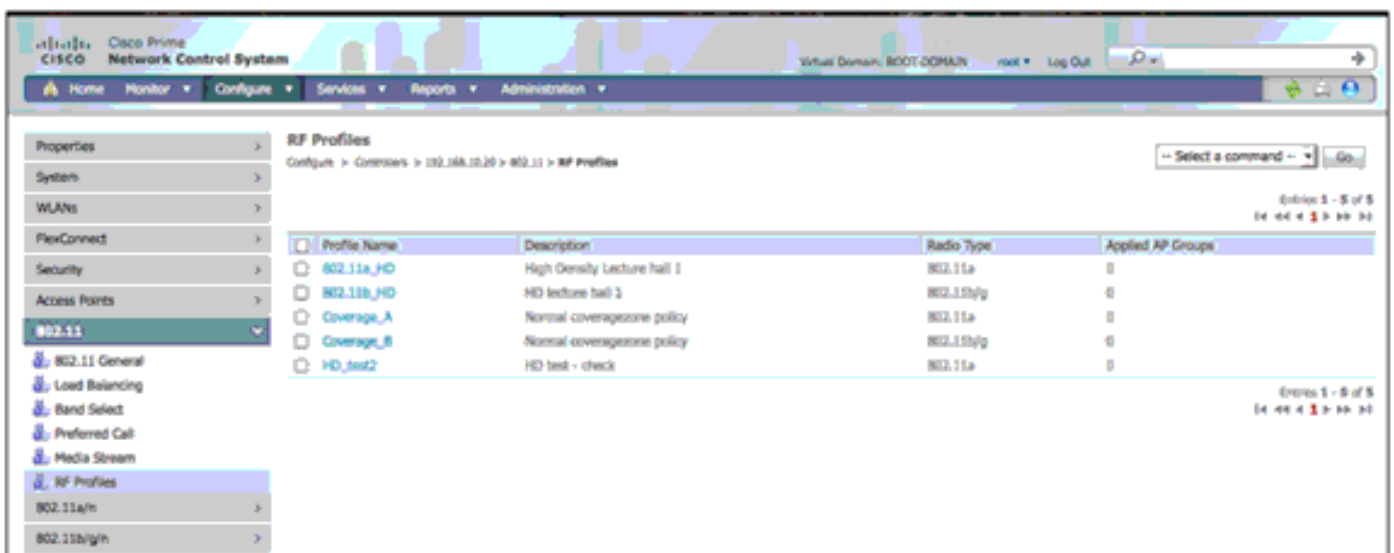 Cisco Prime
CISCO Network Control System
Virtual Domain: ROOT-DOMAIN root Log Out
Home Monitor Configure Services Reports Administration
Properties
System
WLANs
FlexConnect
Security
Access Points
802.11
802.11 General
Load Balancing
Band Select
Preferred Call
Media Stream
RF Profiles
802.11a/n
802.11b/g/n
RF Profiles
Configure > Controllers > 192.168.10.20 > 802.11 > RF Profiles
-- Select a command -- Go
Entries 1 - 5 of 5
1
Profile Name Description Radio Type Applied AP Groups
802.11a_HD High Density Lecture hall 1 802.11a 0
802.11b_HD HD lecture hall 1 802.11b/g 0
Coverage_A Normal coveragezone policy 802.11a 0
Coverage_B Normal coveragezone policy 802.11b/g 0
HD_test2 HD test - check 802.11a 0
Entries 1 - 5 of 5
1